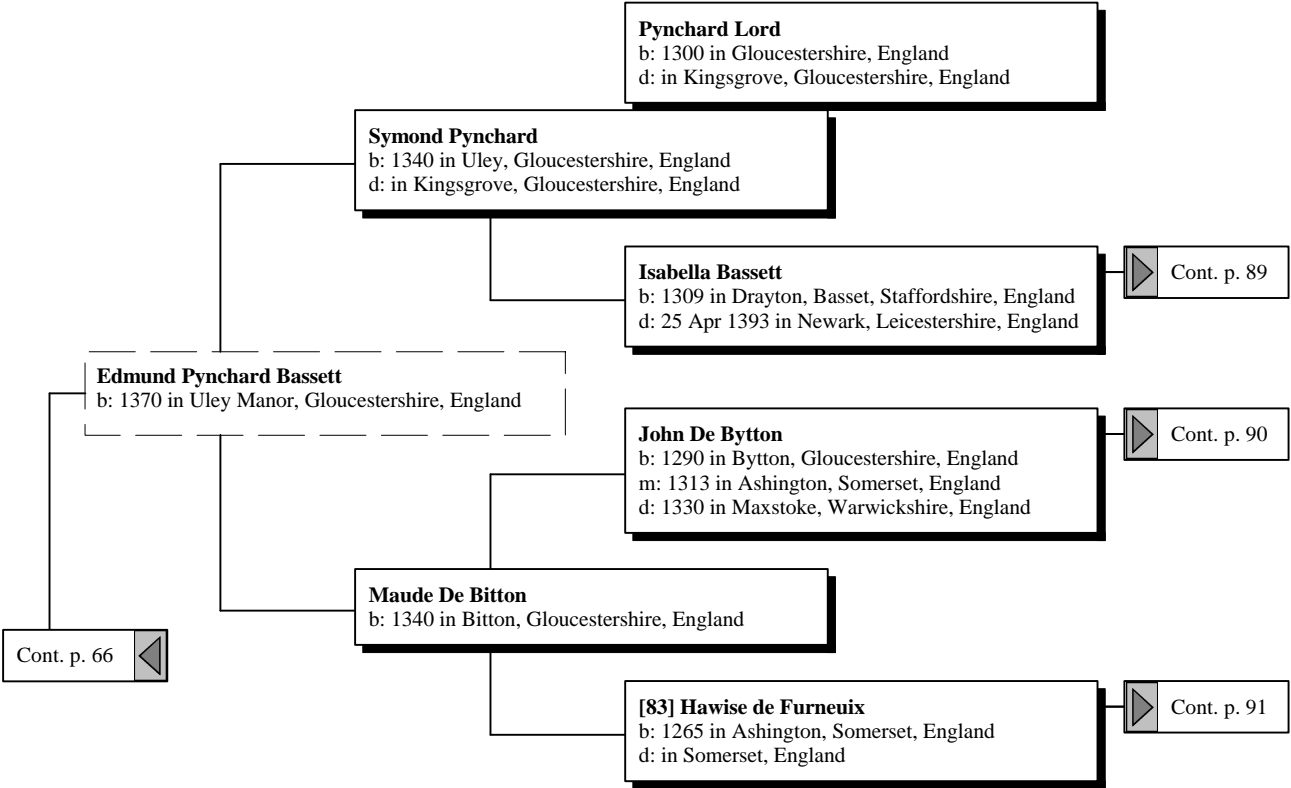 Pynchard Lord
b: 1300 in Gloucestershire, England
d: in Kingsgrove, Gloucestershire, England
Symond Pynchard
b: 1340 in Uley, Gloucestershire, England
d: in Kingsgrove, Gloucestershire, England
Isabella Bassett
b: 1309 in Drayton, Basset, Staffordshire, England
d: 25 Apr 1393 in Newark, Leicestershire, England
Cont. p. 89
Edmund Pynchard Bassett
b: 1370 in Uley Manor, Gloucestershire, England
John De Bytton
b: 1290 in Bytton, Gloucestershire, England
m: 1313 in Ashington, Somerset, England
d: 1330 in Maxstoke, Warwickshire, England
Cont. p. 90
Maude De Bitton
b: 1340 in Bitton, Gloucestershire, England
Cont. p. 66
[83] Hawise de Furneuix
b: 1265 in Ashington, Somerset, England
d: in Somerset, England
Cont. p. 91